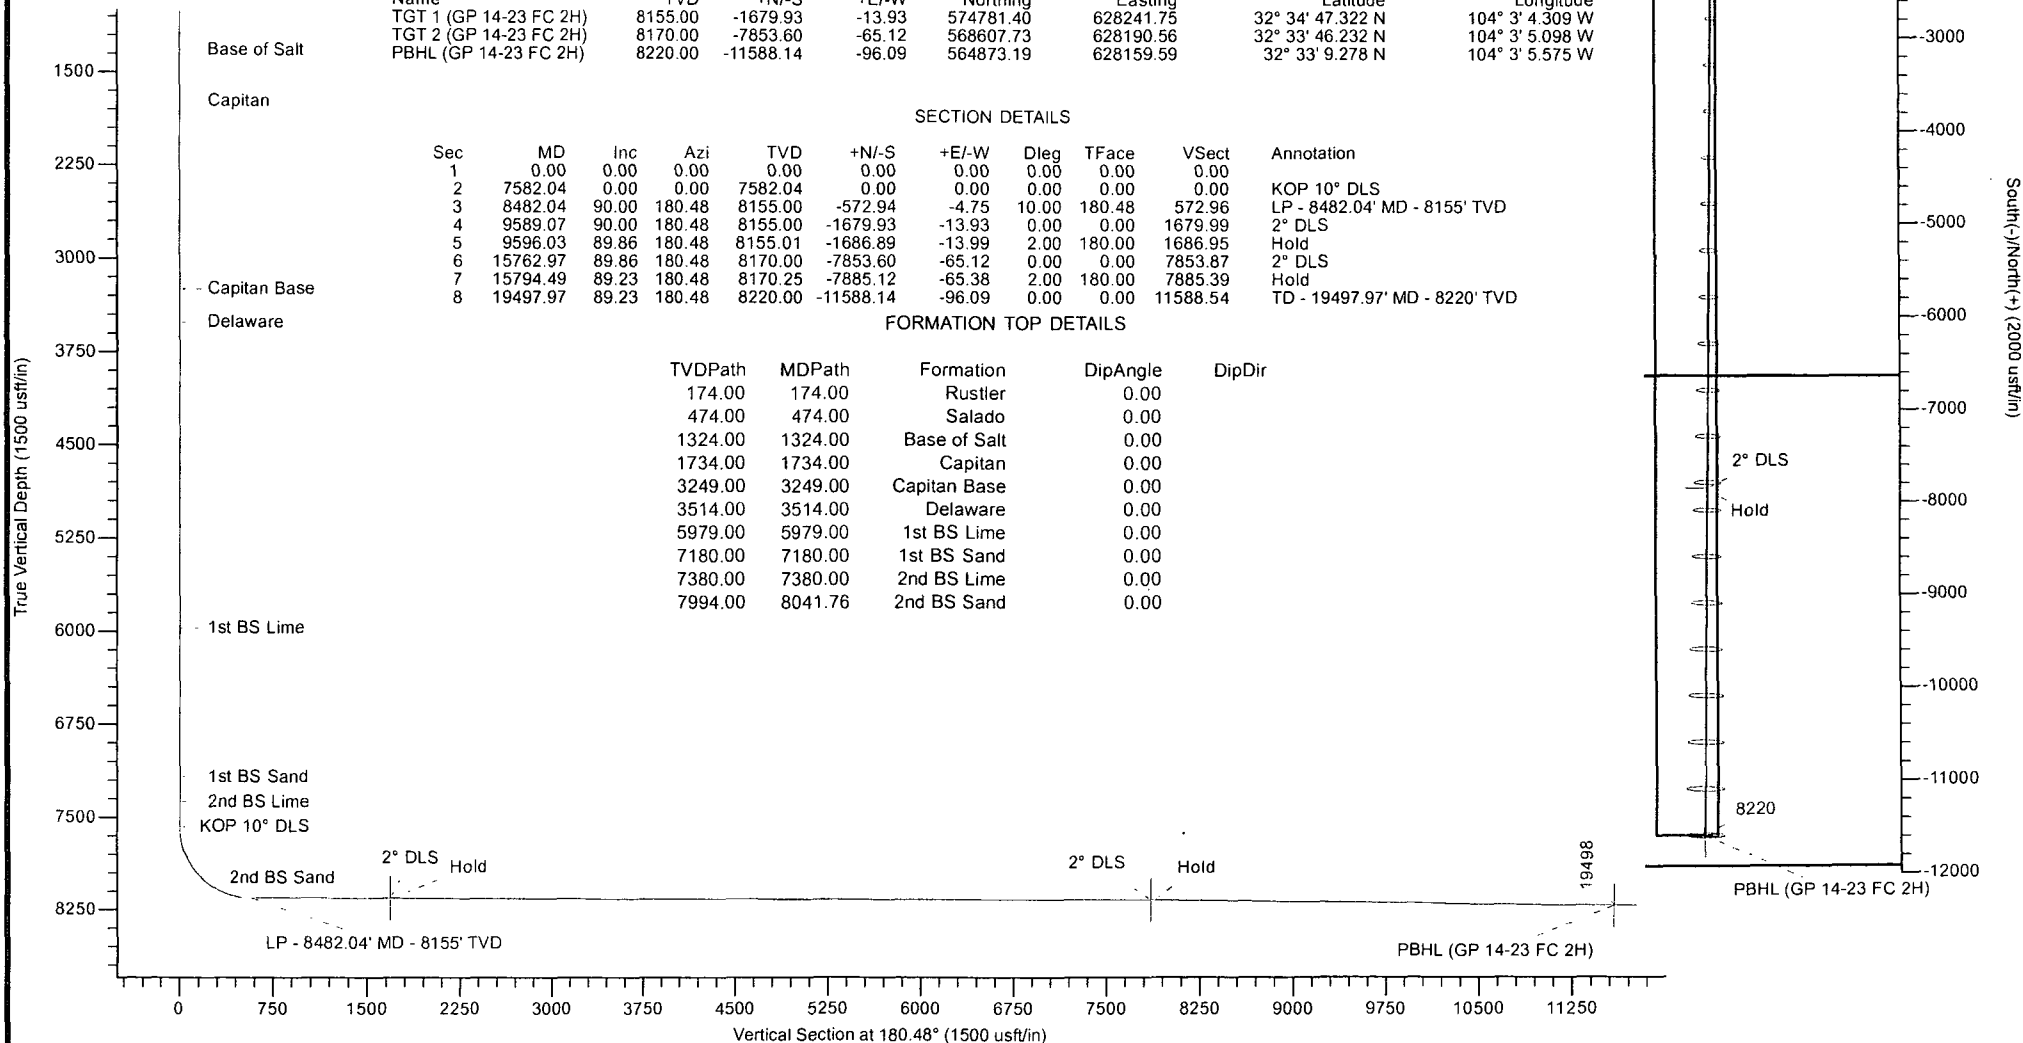 Name TVD +N/-S +E/-W Northing Easting Latitude Longitude
TGT 1 (GP 14-23 FC 2H) 8155.00 -1679.93 -13.93 574781.40 628241.75 32° 34' 47.322 N 104° 3' 4.309 W
TGT 2 (GP 14-23 FC 2H) 8170.00 -7853.60 -65.12 568607.73 628190.56 32° 33' 46.232 N 104° 3' 5.098 W
PBHL (GP 14-23 FC 2H) 8220.00 -11588.14 -96.09 564873.19 628159.59 32° 33' 9.278 N 104° 3' 5.575 W
SECTION DETAILS
Sec MD Inc Azi TVD +N/-S +E/-W Dleg TFace VSect Annotation
1 0.00 0.00 0.00 0.00 0.00 0.00 0.00 0.00 0.00
2 7582.04 0.00 0.00 7582.04 0.00 0.00 0.00 0.00 0.00 KOP 10° DLS
3 8482.04 90.00 180.48 8155.00 -572.94 -4.75 10.00 180.48 572.96 LP - 8482.04' MD - 8155' TVD
4 9589.07 90.00 180.48 8155.00 -1679.93 -13.93 0.00 0.00 1679.99 2° DLS
5 9596.03 89.86 180.48 8155.01 -1686.89 -13.99 2.00 180.00 1686.95 Hold
6 15762.97 89.86 180.48 8170.00 -7853.60 -65.12 0.00 0.00 7853.87 2° DLS
7 15794.49 89.23 180.48 8170.25 -7885.12 -65.38 2.00 180.00 7885.39 Hold
8 19497.97 89.23 180.48 8220.00 -11588.14 -96.09 0.00 0.00 11588.54 TD - 19497.97' MD - 8220' TVD
FORMATION TOP DETAILS
TVDPath MDPath Formation DipAngle DipDir
174.00 174.00 Rustler 0.00
474.00 474.00 Salado 0.00
1324.00 1324.00 Base of Salt 0.00
1734.00 1734.00 Capitan 0.00
3249.00 3249.00 Capitan Base 0.00
3514.00 3514.00 Delaware 0.00
5979.00 5979.00 1st BS Lime 0.00
7180.00 7180.00 1st BS Sand 0.00
7380.00 7380.00 2nd BS Lime 0.00
7994.00 8041.76 2nd BS Sand 0.00
True Vertical Depth (1500 usft/in)
1500
2250
3000
3750
4500
5250
6000
6750
7500
8250
Base of Salt
Capitan
Capitan Base
Delaware
1st BS Lime
1st BS Sand
2nd BS Lime
KOP 10° DLS
2nd BS Sand
LP - 8482.04' MD - 8155' TVD
2° DLS
Hold
2° DLS
Hold
19498
PBHL (GP 14-23 FC 2H)
0 750 1500 2250 3000 3750 4500 5250 6000 6750 7500 8250 9000 9750 10500 11250
Vertical Section at 180.48° (1500 usft/in)
2° DLS
Hold
8220
PBHL (GP 14-23 FC 2H)
-3000
-4000
-5000
-6000
-7000
-8000
-9000
-10000
-11000
-12000
South(-)/North(+) (2000 usft/in)